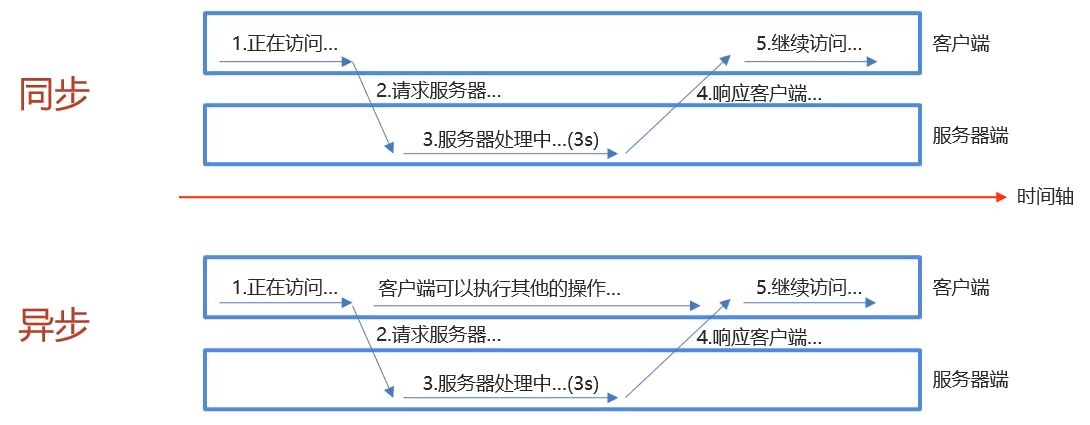 1.正在访问...
5.继续访问...
客户端
同步
2.请求服务器...
4.响应客户端...
3.服务器处理中...(3s)
服务器端
时间轴
1.正在访问...
客户端可以执行其他的操作...
5.继续访问...
客户端
异步
2.请求服务器...
4.响应客户端...
3.服务器处理中...(3s)
服务器端